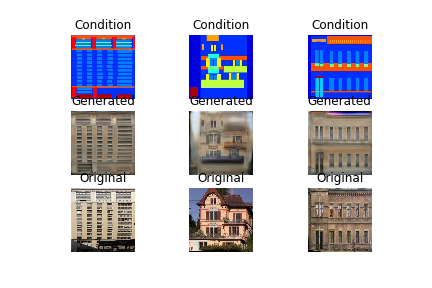 Condition Condition Condition
Generated Generated Generated
Original Original Original